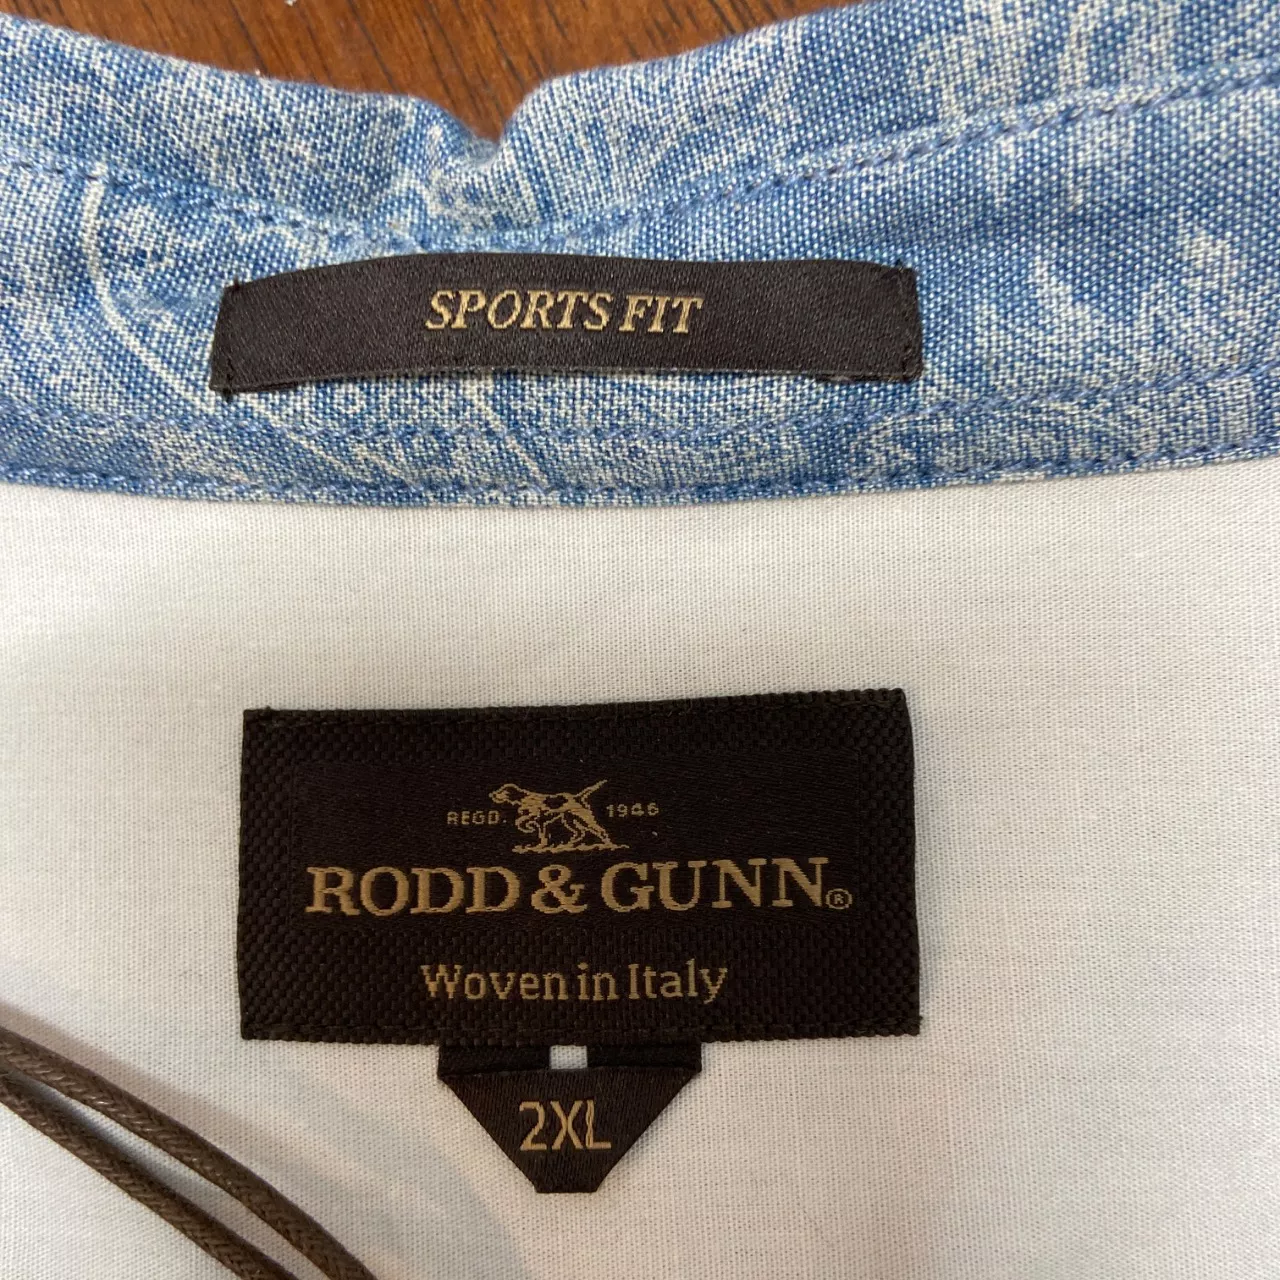 SPORTS FIT
REGD. 1946
RODD & GUNN®
Woven in Italy
2XL